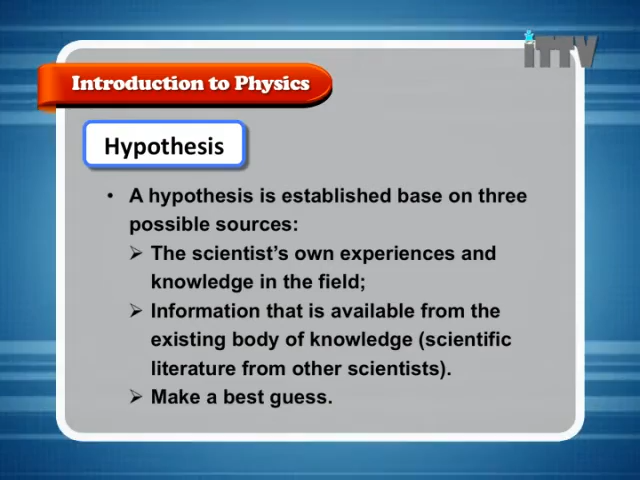 iTTV
Introduction to Physics
Hypothesis
• A hypothesis is established base on three
possible sources:
➢ The scientist's own experiences and
knowledge in the field;
➢ Information that is available from the
existing body of knowledge (scientific
literature from other scientists).
➢ Make a best guess.